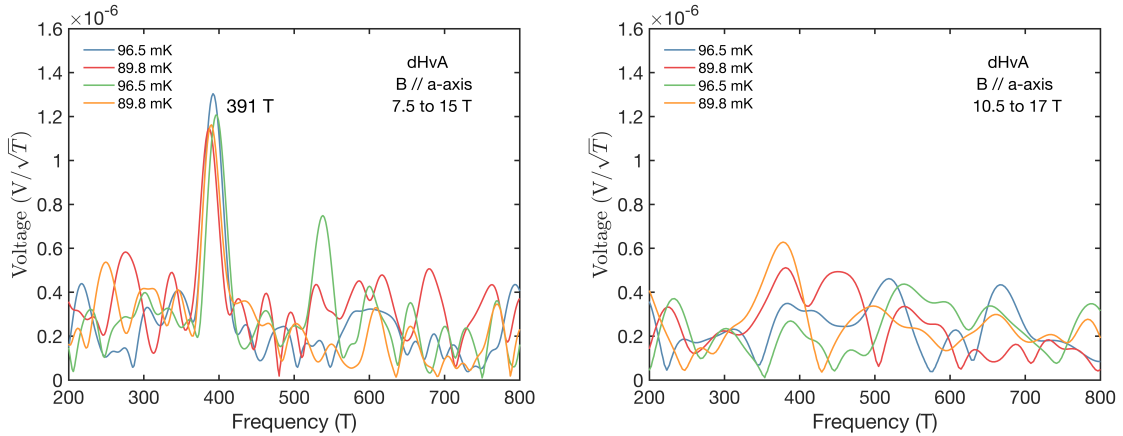 ×10⁻⁶
1.6
1.4
1.2
1
0.8
0.6
0.4
0.2
0
Voltage (V/√T)
96.5 mK
89.8 mK
96.5 mK
89.8 mK
dHvA
B // a-axis
7.5 to 15 T
391 T
200 300 400 500 600 700 800
Frequency (T)
×10⁻⁶
1.6
1.4
1.2
1
0.8
0.6
0.4
0.2
0
Voltage (V/√T)
96.5 mK
89.8 mK
96.5 mK
89.8 mK
dHvA
B // a-axis
10.5 to 17 T
200 300 400 500 600 700 800
Frequency (T)